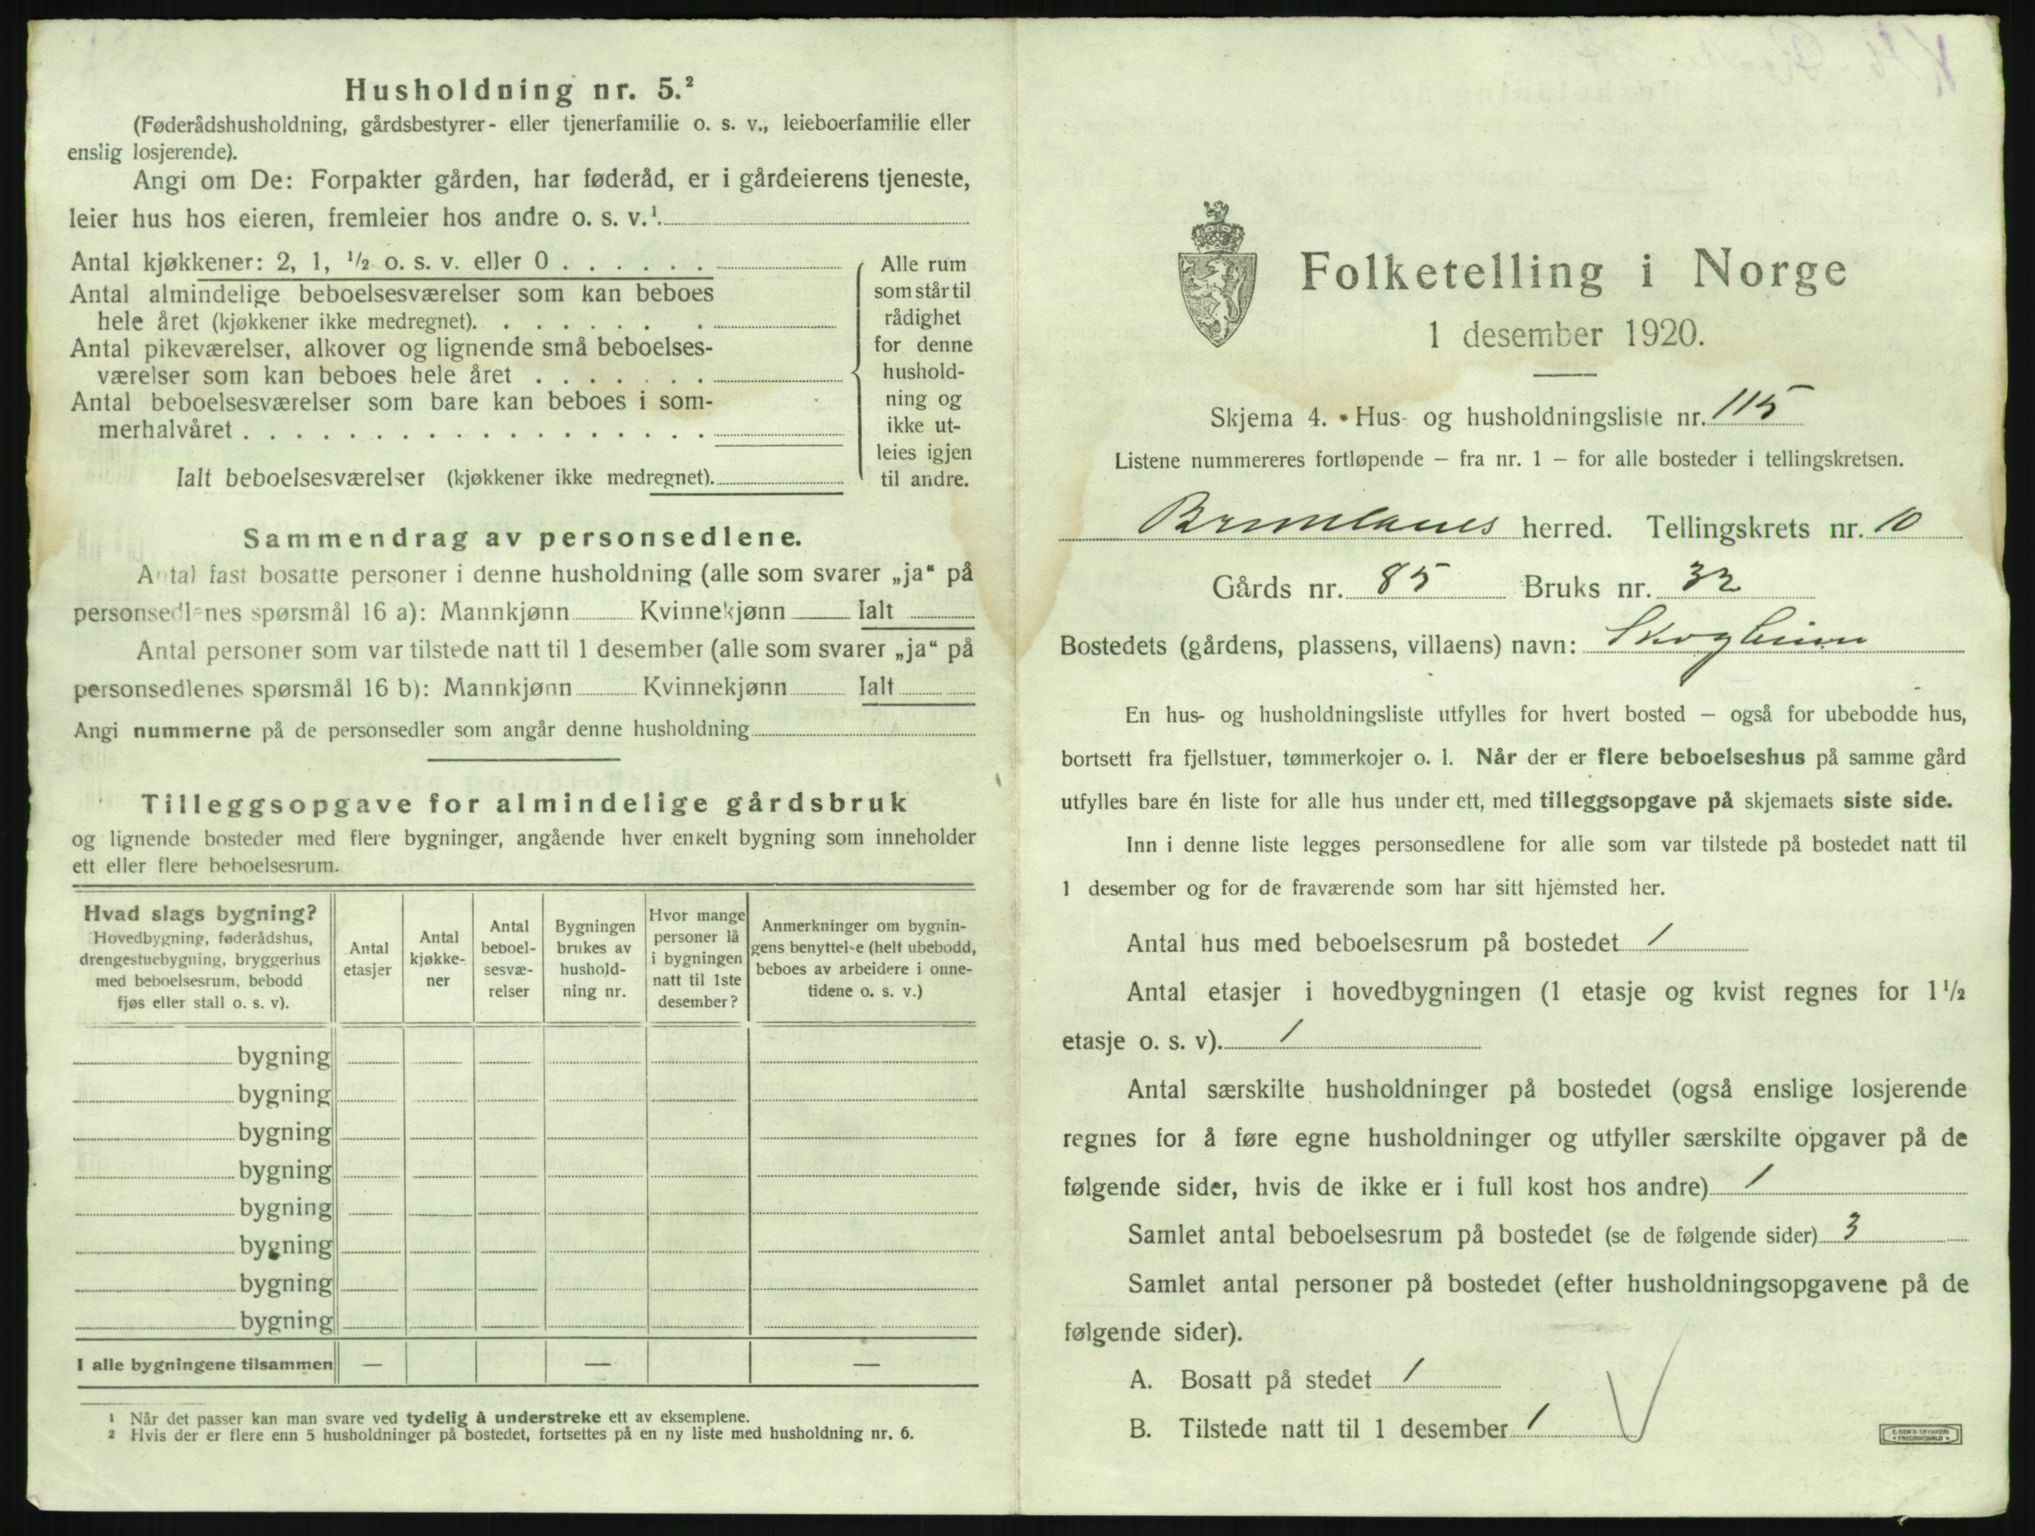 Husholdning nr. 5.²
(Føderådshusholdning, gårdsbestyrer- eller tjenerfamilie o. s. v., leieboerfamilie eller
enslig losjerende).
Angi om De: Forpakter gården, har føderåd, er i gårdeierens tjeneste,
leier hus hos eieren, fremleier hos andre o. s. v.¹
Antal kjøkkener: 2, 1, ½ o. s. v. eller 0 . . . . . .
Antal almindelige beboelsesværelser som kan beboes
hele året (kjøkkener ikke medregnet). . . . . . . .
Antal pikeværelser, alkover og lignende små beboelses-
værelser som kan beboes hele året . . . . . . .
Antal beboelsesværelser som bare kan beboes i som-
merhalvåret . . . . . . . . . . . . . . . . . .
Ialt beboelsesværelser (kjøkkener ikke medregnet).
Alle rum
som står til
rådighet
for denne
hushold-
ning og
ikke ut-
leies igjen
til andre.
Sammendrag av personsedlene.
Antal fast bosatte personer i denne husholdning (alle som svarer „ja“ på
personsedlenes spørsmål 16 a): Mannkjønn Kvinnekjønn Ialt
Antal personer som var tilstede natt til 1 desember (alle som svarer „ja“ på
personsedlenes spørsmål 16 b): Mannkjønn Kvinnekjønn Ialt
Angi nummerne på de personsedler som angår denne husholdning
Tilleggsopgave for almindelige gårdsbruk
og lignende bosteder med flere bygninger, angående hver enkelt bygning som inneholder
ett eller flere beboelsesrum.
Hvad slags bygning?
Hovedbygning, føderådshus,
drengestuebygning, bryggerhus
med beboelsesrum, bebodd
fjøs eller stall o. s. v).
Antal
etasjer
Antal
kjøkke-
ner
Antal
beboel-
sesvæ-
relser
Bygningen
brukes av
hushold-
ning nr.
Hvor mange
personer lå
i bygningen
natt til 1ste
desember?
Anmerkninger om bygnin-
gens benyttelse (helt ubebodd,
beboes av arbeidere i onne-
tidene o. s. v.)
bygning
bygning
bygning
bygning
bygning
bygning
bygning
bygning
I alle bygningene tilsammen — — —
¹ Når det passer kan man svare ved tydelig å understreke ett av eksemplene.
² Hvis der er flere enn 5 husholdninger på bostedet, fortsettes på en ny liste med husholdning nr. 6.
Folketelling i Norge
1 desember 1920.
Skjema 4. • Hus- og husholdningsliste nr. 115
Listene nummereres fortløpende – fra nr. 1 – for alle bosteder i tellingskretsen.
Brunlanes herred. Tellingskrets nr. 10
Gårds nr. 85 Bruks nr. 32
Bostedets (gårdens, plassens, villaens) navn: Skogheim
En hus- og husholdningsliste utfylles for hvert bosted – også for ubebodde hus,
bortsett fra fjellstuer, tømmerkojer o. l. Når der er flere beboelseshus på samme gård
utfylles bare én liste for alle hus under ett, med tilleggsopgave på skjemaets siste side.
Inn i denne liste legges personsedlene for alle som var tilstede på bostedet natt til
1 desember og for de fraværende som har sitt hjemsted her.
Antal hus med beboelsesrum på bostedet 1
Antal etasjer i hovedbygningen (1 etasje og kvist regnes for 1½
etasje o. s. v). 1
Antal særskilte husholdninger på bostedet (også enslige losjerende
regnes for å føre egne husholdninger og utfyller særskilte opgaver på de
følgende sider, hvis de ikke er i full kost hos andre) 1
Samlet antal beboelsesrum på bostedet (se de følgende sider) 3
Samlet antal personer på bostedet (efter husholdningsopgavene på de
følgende sider).
A. Bosatt på stedet 1
B. Tilstede natt til 1 desember 1